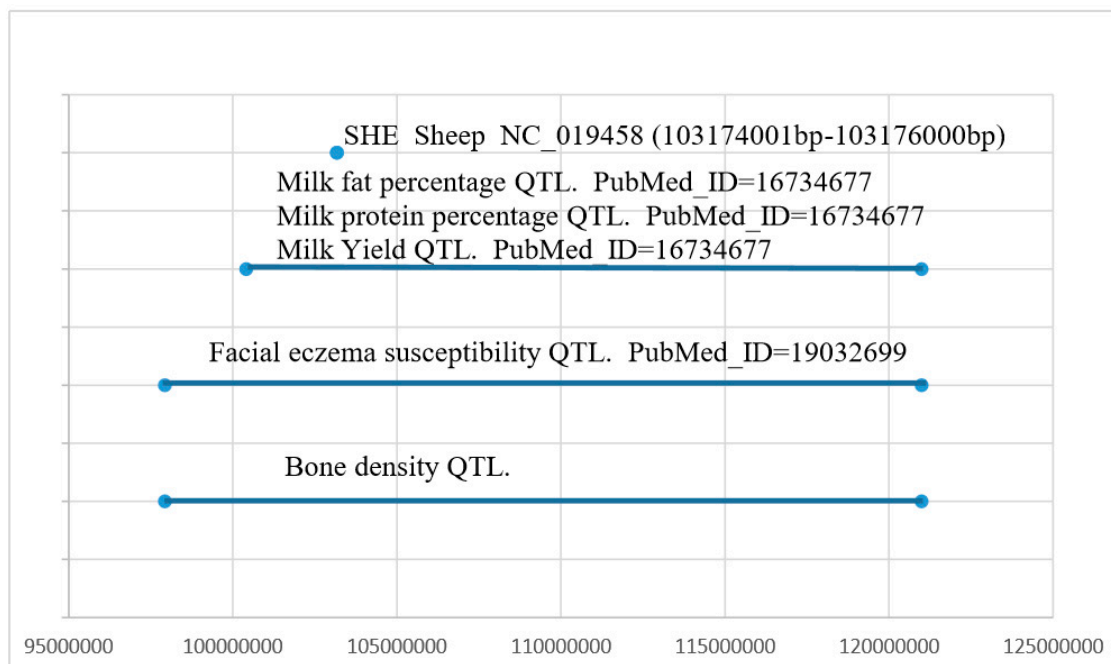 SHE Sheep NC_019458 (103174001bp-103176000bp)
Milk fat percentage QTL. PubMed_ID=16734677
Milk protein percentage QTL. PubMed_ID=16734677
Milk Yield QTL. PubMed_ID=16734677
Facial eczema susceptibility QTL. PubMed_ID=19032699
Bone density QTL.
95000000 100000000 105000000 110000000 115000000 120000000 125000000